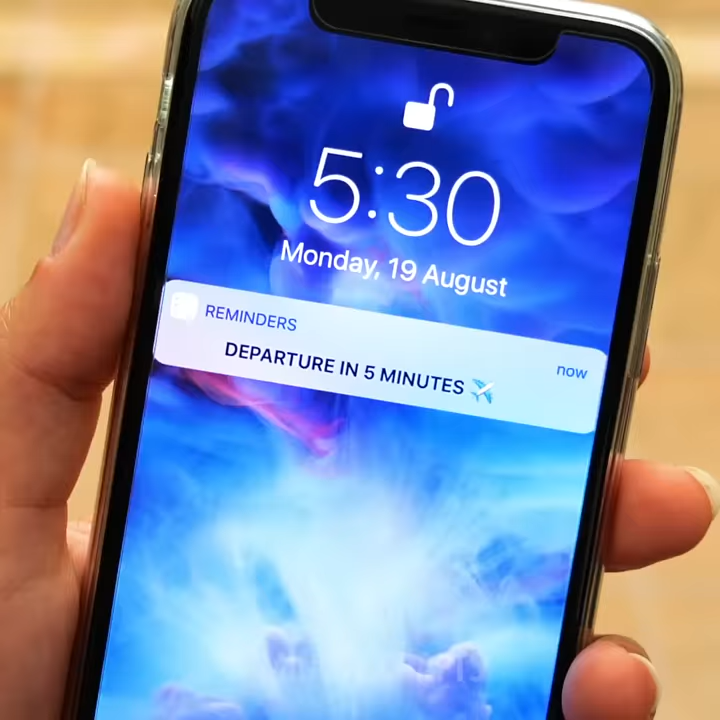 5:30
Monday, 19 August
REMINDERS
now
DEPARTURE IN 5 MINUTES ✈️